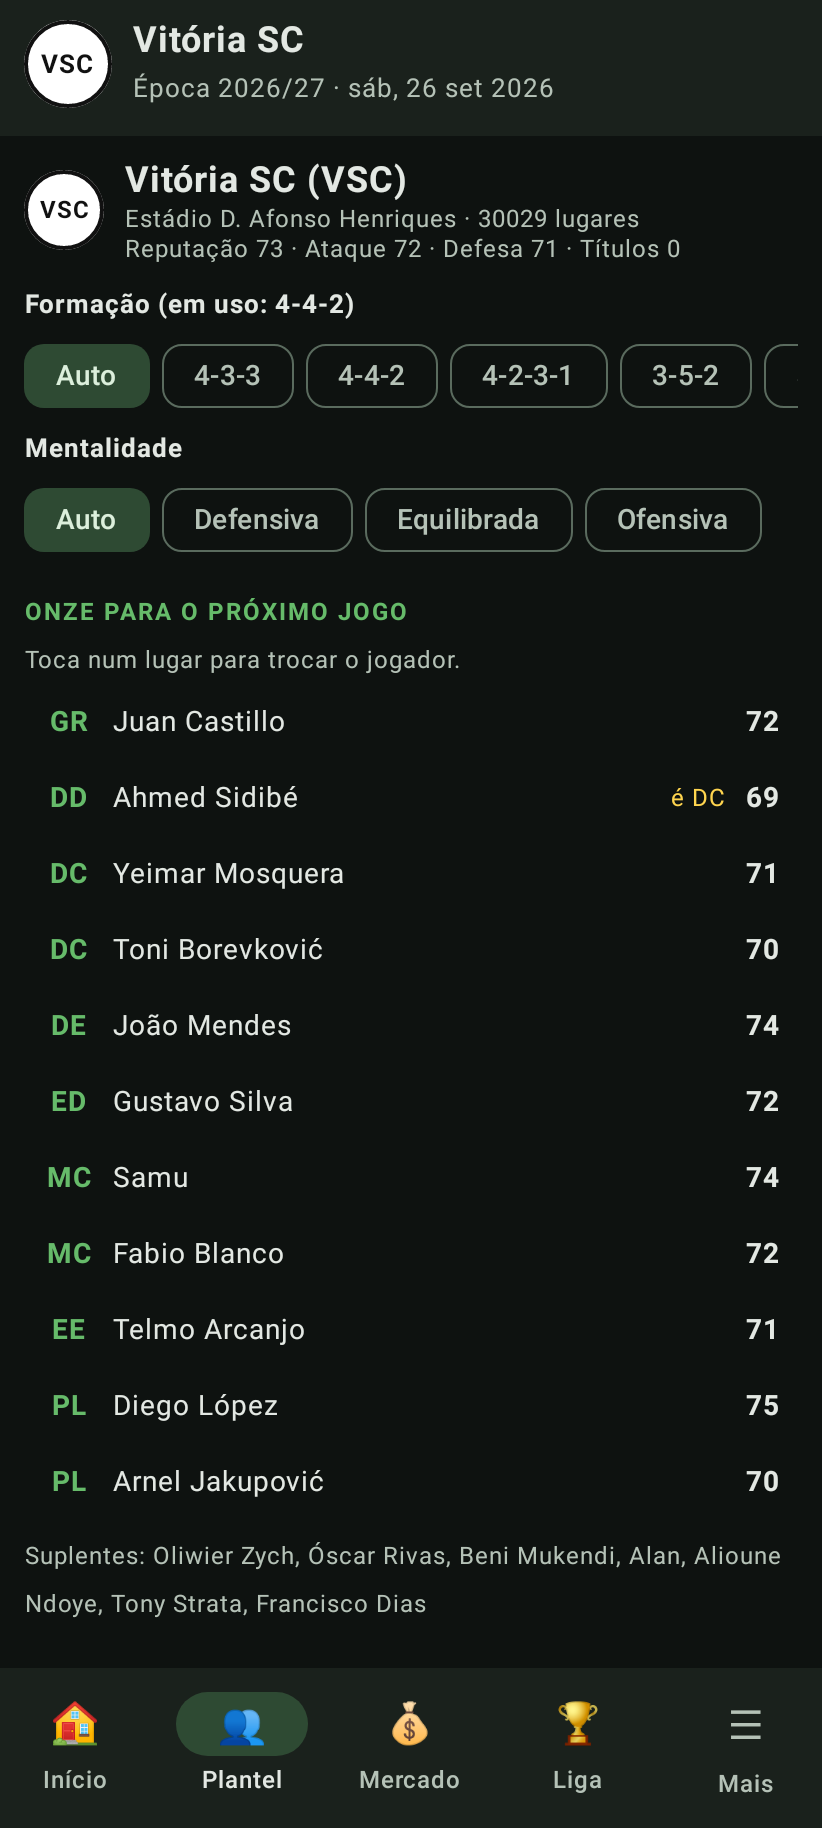 VSC
Vitória SC
Época 2026/27 · sáb, 26 set 2026
VSC
Vitória SC (VSC)
Estádio D. Afonso Henriques · 30029 lugares
Reputação 73 · Ataque 72 · Defesa 71 · Títulos 0
Formação (em uso: 4-4-2)
Auto 4-3-3 4-4-2 4-2-3-1 3-5-2
Mentalidade
Auto Defensiva Equilibrada Ofensiva
ONZE PARA O PRÓXIMO JOGO
Toca num lugar para trocar o jogador.
GR Juan Castillo 72
DD Ahmed Sidibé é DC 69
DC Yeimar Mosquera 71
DC Toni Borevković 70
DE João Mendes 74
ED Gustavo Silva 72
MC Samu 74
MC Fabio Blanco 72
EE Telmo Arcanjo 71
PL Diego López 75
PL Arnel Jakupović 70
Suplentes: Oliwier Zych, Óscar Rivas, Beni Mukendi, Alan, Alioune
Ndoye, Tony Strata, Francisco Dias
Início Plantel Mercado Liga Mais